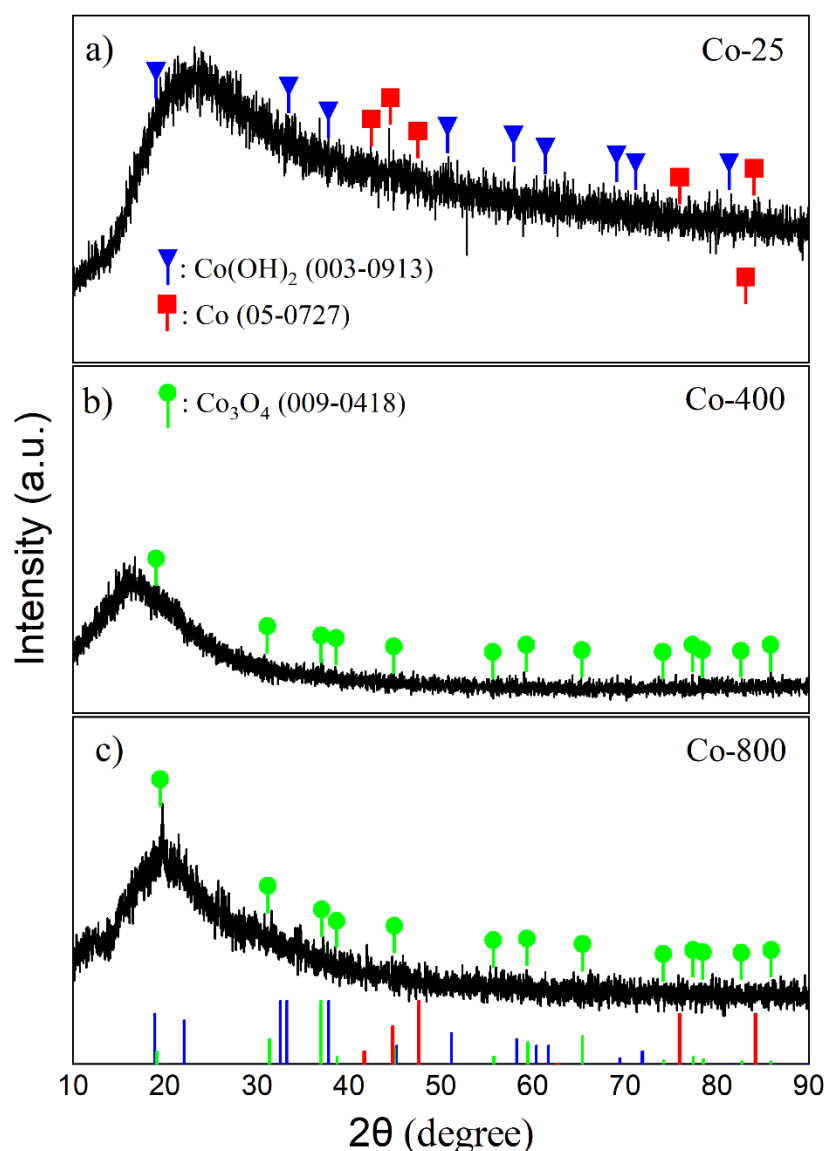 a)
Co-25
: Co(OH)₂ (003-0913)
: Co (05-0727)
b)
: Co₃O₄ (009-0418)
Co-400
c)
Co-800
Intensity (a.u.)
10 20 30 40 50 60 70 80 90
2θ (degree)